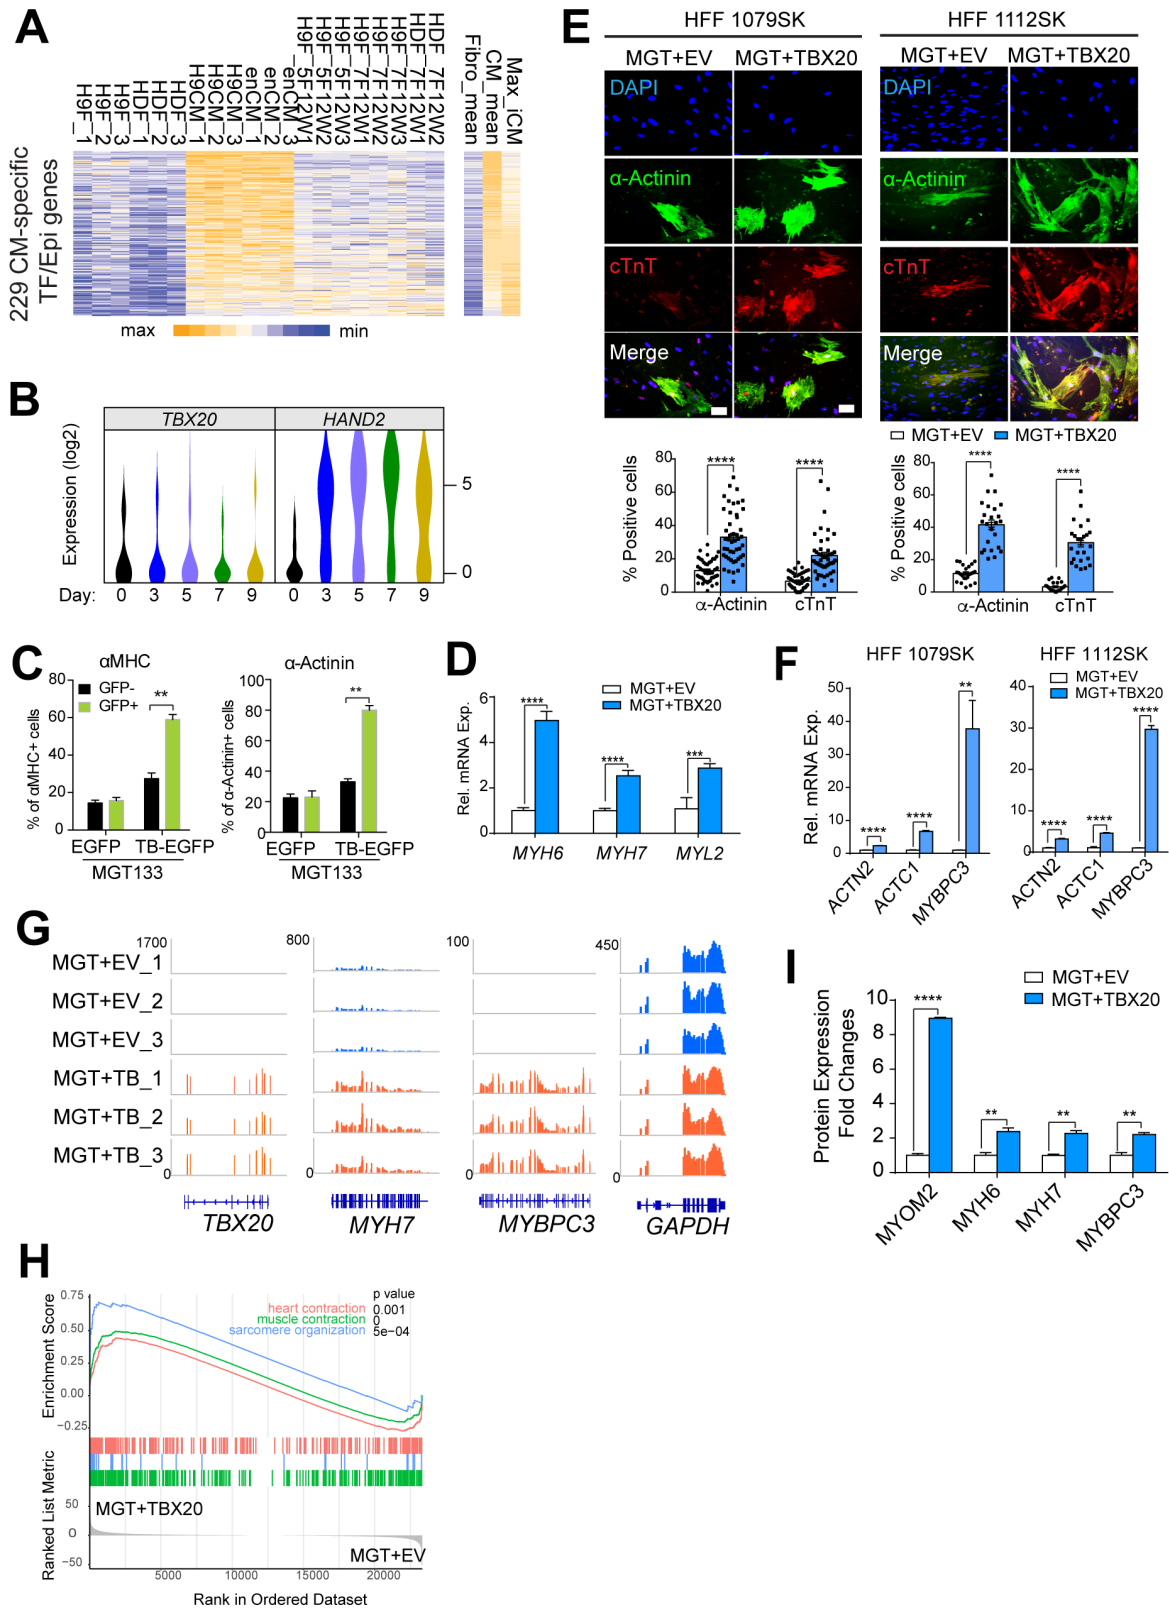 A
H9F_1
H9F_2
H9F_3
HDF_1
HDF_2
HDF_3
H9CM_1
H9CM_2
H9CM_3
enCM_1
enCM_2
enCM_3
H9F_5F12W1
H9F_5F12W2
H9F_5F12W3
H9F_7F12W1
H9F_7F12W2
H9F_7F12W3
HDF_7F12W1
HDF_7F12W2
Fibro_mean
CM_mean
Max_iCM
229 CM-specific
TF/Epi genes
max min
B
TBX20 HAND2
Expression (log2)
5
0
Day: 0 3 5 7 9 0 3 5 7 9
C
αMHC
GFP-
GFP+
**
% of αMHC+ cells
80
60
40
20
0
EGFP TB-EGFP
MGT133
α-Actinin
**
% of α-Actinin+ cells
100
80
60
40
20
0
EGFP TB-EGFP
MGT133
D
MGT+EV
MGT+TBX20
Rel. mRNA Exp.
6
4
2
0
**** **** ***
MYH6 MYH7 MYL2
E
HFF 1079SK HFF 1112SK
MGT+EV MGT+TBX20 MGT+EV MGT+TBX20
DAPI DAPI
α-Actinin α-Actinin
cTnT cTnT
Merge Merge
MGT+EV MGT+TBX20
% Positive cells
80
60
40
20
0
**** ****
α-Actinin cTnT
% Positive cells
80
60
40
20
0
**** ****
α-Actinin cTnT
F
HFF 1079SK HFF 1112SK
MGT+EV
MGT+TBX20
Rel. mRNA Exp.
50
40
30
20
10
0
**** **** **
ACTN2 ACTC1 MYBPC3
MGT+EV
MGT+TBX20
40
30
20
10
0
**** **** ****
ACTN2 ACTC1 MYBPC3
G
1700 800 100 450
MGT+EV_1
MGT+EV_2
MGT+EV_3
MGT+TB_1
MGT+TB_2
MGT+TB_3
0 0 0 0
TBX20 MYH7 MYBPC3 GAPDH
H
p value
heart contraction 0.001
muscle contraction 0
sarcomere organization 5e−04
Enrichment Score
0.75
0.50
0.25
0.00
−0.25
Ranked List Metric
50
0
−50
MGT+TBX20
MGT+EV
5000 10000 15000 20000
Rank in Ordered Dataset
I
MGT+EV
MGT+TBX20
Protein Expression
Fold Changes
10
8
6
4
2
0
**** ** ** **
MYOM2 MYH6 MYH7 MYBPC3